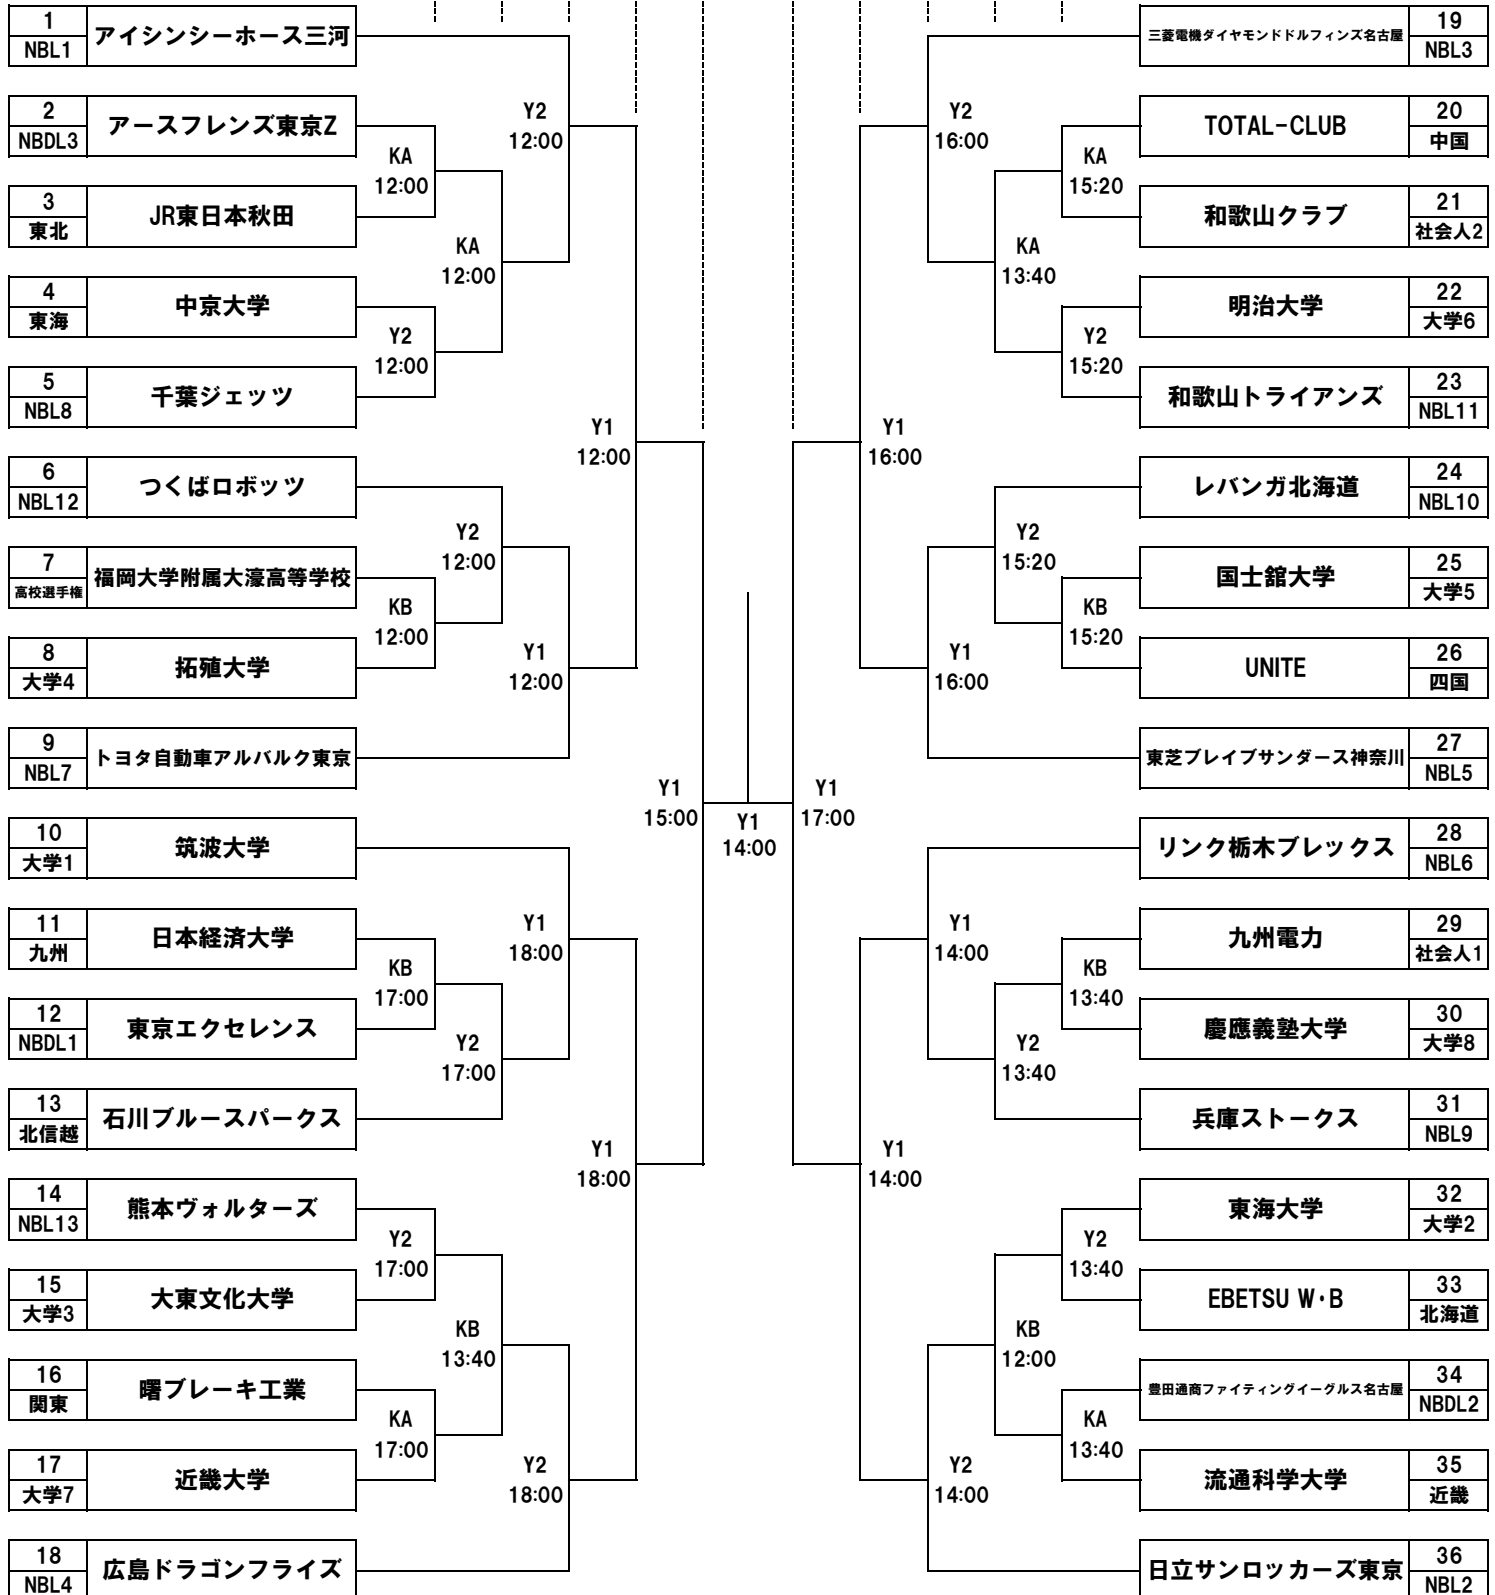 1
アイシンシーホース三河
NBL1
2
アースフレンズ東京Z
NBDL3
3
JR東日本秋田
東北
4
中京大学
東海
5
千葉ジェッツ
NBL8
6
つくばロボッツ
NBL12
7
福岡大学附属大濠高等学校
高校選手権
8
拓殖大学
大学4
9
トヨタ自動車アルバルク東京
NBL7
10
筑波大学
大学1
11
日本経済大学
九州
12
東京エクセレンス
NBDL1
13
石川ブルースパークス
北信越
14
熊本ヴォルターズ
NBL13
15
大東文化大学
大学3
16
曙ブレーキ工業
関東
17
近畿大学
大学7
18
広島ドラゴンフライズ
NBL4
KA
12:00
Y2
12:00
KB
12:00
KB
17:00
Y2
17:00
KA
17:00
KA
12:00
Y2
12:00
Y2
17:00
KB
13:40
Y2
12:00
Y1
12:00
Y1
18:00
Y2
18:00
Y1
12:00
Y1
18:00
Y1
15:00
Y1
14:00
Y1
17:00
Y1
16:00
Y1
14:00
Y2
16:00
Y1
16:00
Y1
14:00
Y2
14:00
KA
13:40
Y2
15:20
Y2
13:40
KB
12:00
KA
15:20
Y2
15:20
KB
15:20
KB
13:40
Y2
13:40
KA
13:40
三菱電機ダイヤモンドドルフィンズ名古屋
19
NBL3
TOTAL-CLUB
20
中国
和歌山クラブ
21
社会人2
明治大学
22
大学6
和歌山トライアンズ
23
NBL11
レバンガ北海道
24
NBL10
国士舘大学
25
大学5
UNITE
26
四国
東芝ブレイブサンダース神奈川
27
NBL5
リンク栃木ブレックス
28
NBL6
九州電力
29
社会人1
慶應義塾大学
30
大学8
兵庫ストークス
31
NBL9
東海大学
32
大学2
EBETSU W・B
33
北海道
豊田通商ファイティングイーグルス名古屋
34
NBDL2
流通科学大学
35
近畿
日立サンロッカーズ東京
36
NBL2